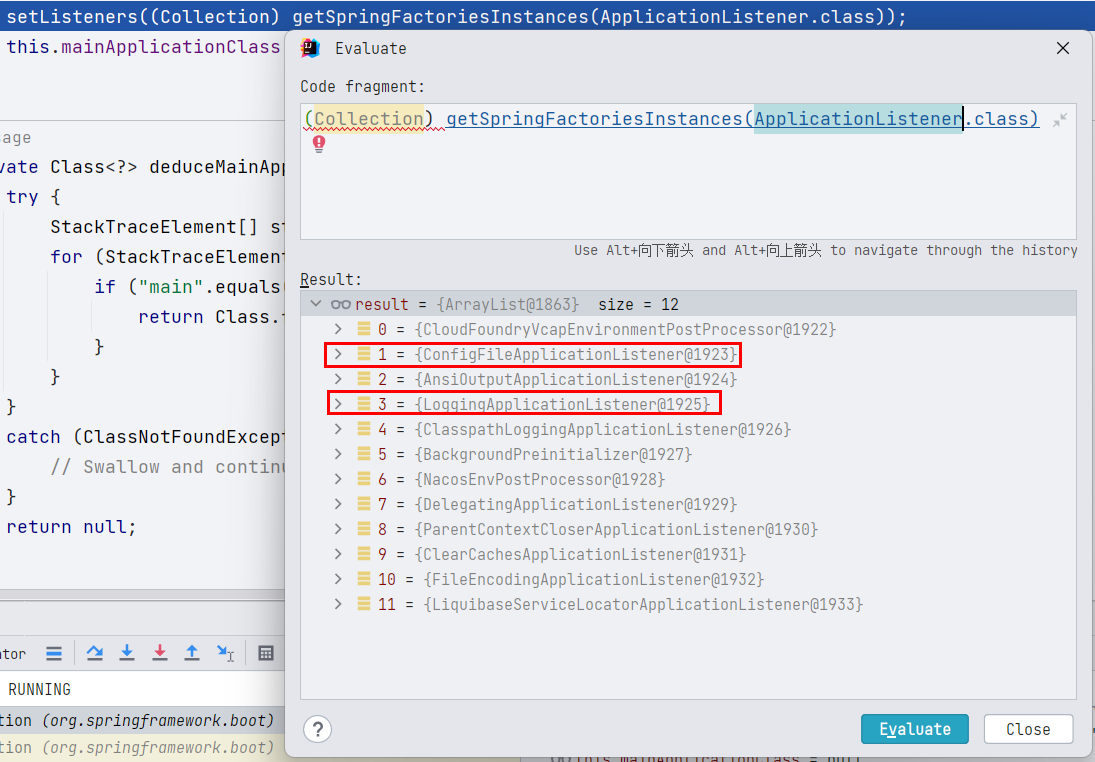 setListeners((Collection) getSpringFactoriesInstances(ApplicationListener.class));
this.mainApplicationClass
Evaluate
Code fragment:
(Collection) getSpringFactoriesInstances(ApplicationListener.class)
Use Alt+向下箭头 and Alt+向上箭头 to navigate through the history
age
vate Class<?> deduceMainApp
try {
StackTraceElement[] st
for (StackTraceElement
if ("main".equals(
return Class.f
}
}
}
catch (ClassNotFoundExcept
// Swallow and continu
}
return null;
Result:
result = {ArrayList@1863} size = 12
0 = {CloudFoundryVcapEnvironmentPostProcessor@1922}
1 = {ConfigFileApplicationListener@1923}
2 = {AnsiOutputApplicationListener@1924}
3 = {LoggingApplicationListener@1925}
4 = {ClasspathLoggingApplicationListener@1926}
5 = {BackgroundPreinitializer@1927}
6 = {NacosEnvPostProcessor@1928}
7 = {DelegatingApplicationListener@1929}
8 = {ParentContextCloserApplicationListener@1930}
9 = {ClearCachesApplicationListener@1931}
10 = {FileEncodingApplicationListener@1932}
11 = {LiquibaseServiceLocatorApplicationListener@1933}
ator
RUNNING
tion (org.springframework.boot)
tion (org.springframework.boot)
?
Evaluate
Close
this.mainApplicationClass = null